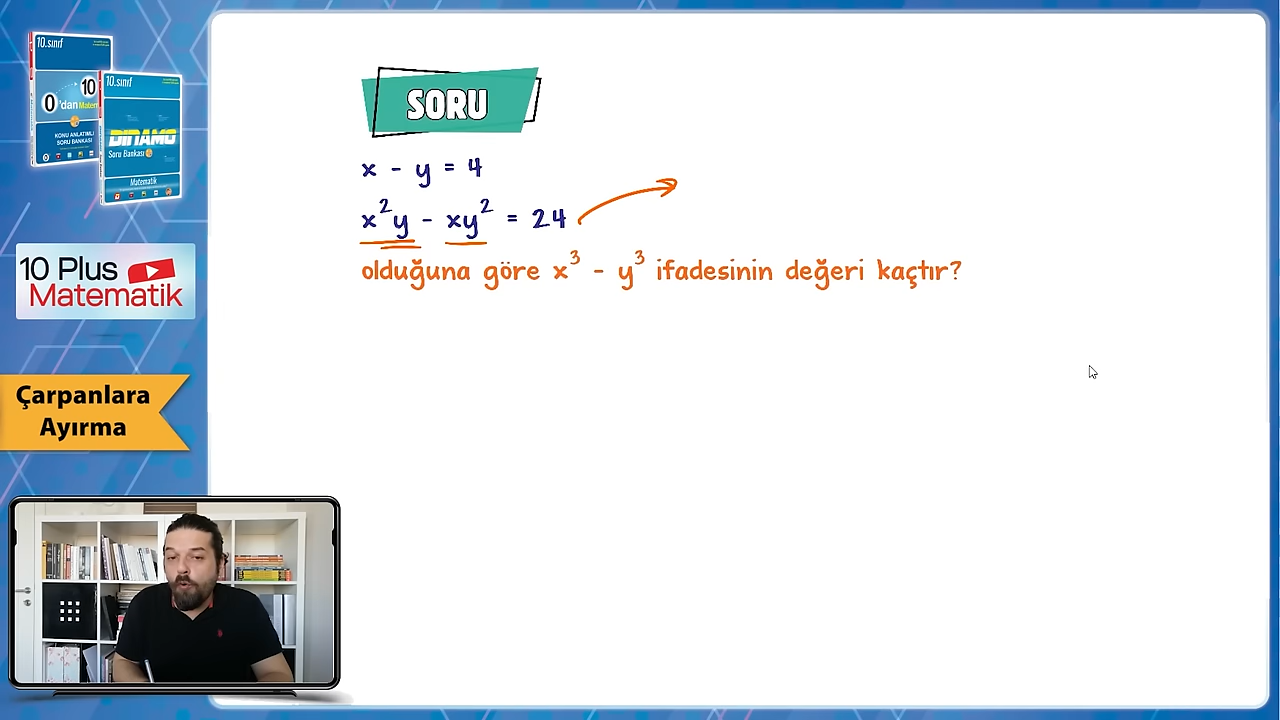 10.sınıf
0'dan 10
KONU ANLATIMLI
SORU BANKASI
10.sınıf
DİNAMO
Soru Bankası
Matematik
10 Plus
Matematik
Çarpanlara
Ayırma
SORU
x - y = 4
x²y - xy² = 24
olduğuna göre x³ - y³ ifadesinin değeri kaçtır?